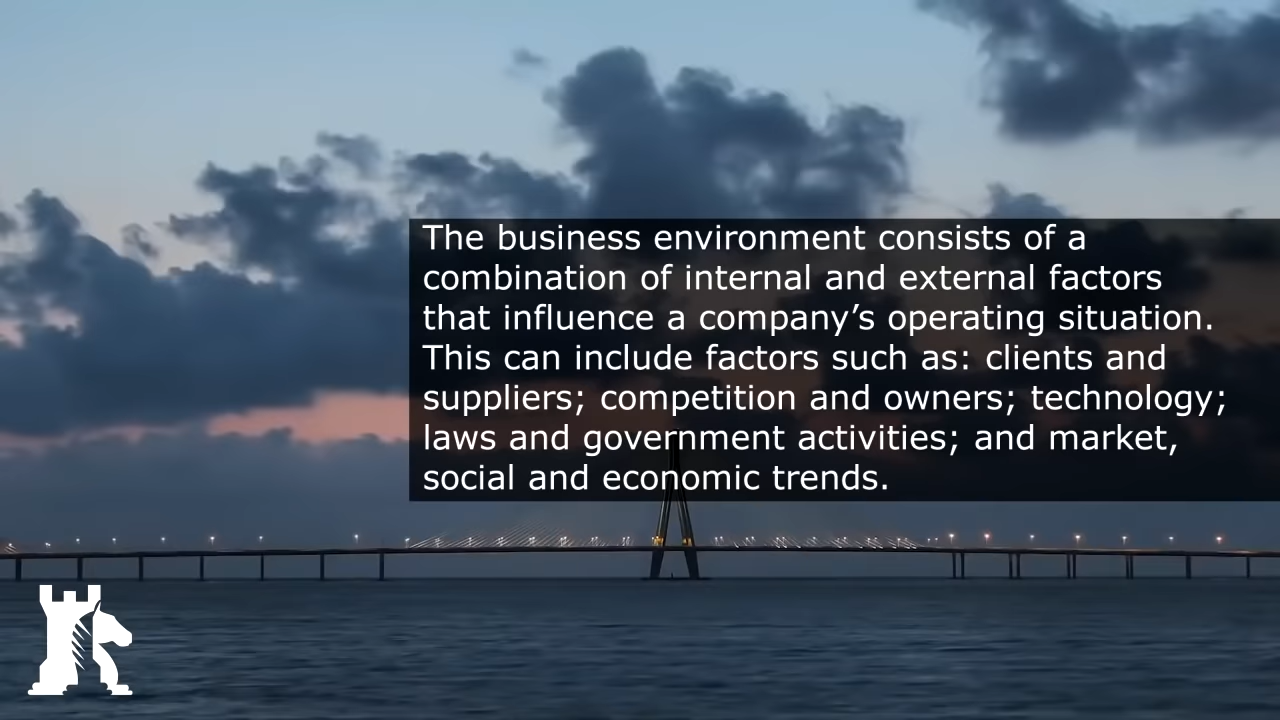 The business environment consists of a
combination of internal and external factors
that influence a company’s operating situation.
This can include factors such as: clients and
suppliers; competition and owners; technology;
laws and government activities; and market,
social and economic trends.